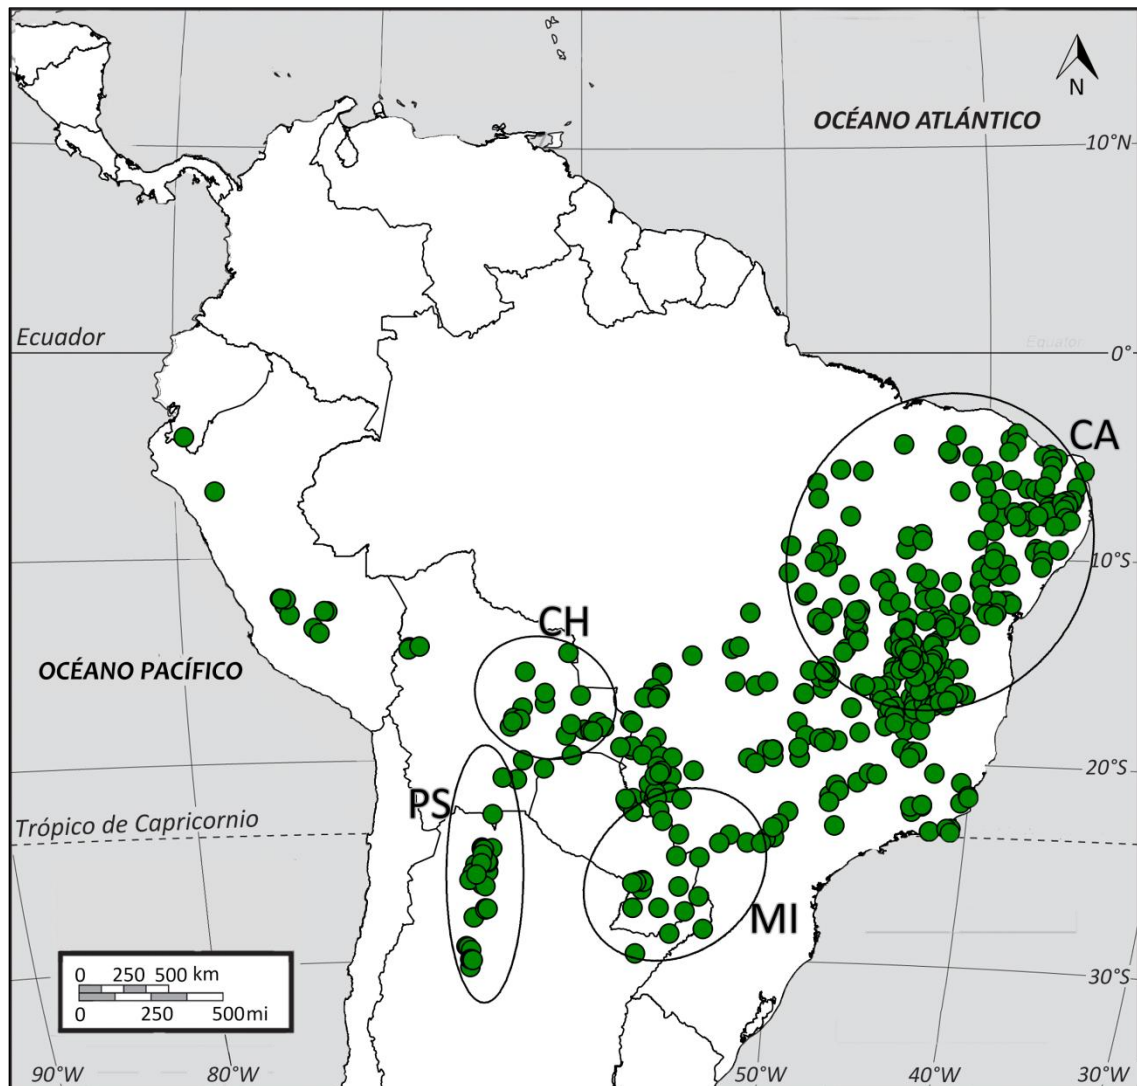 N
OCÉANO ATLÁNTICO
10°N
Ecuador
Equator
0°
CA
10°S
CH
OCÉANO PACÍFICO
20°S
PS
Trópico de Capricornio
MI
0 250 500 km
0 250 500mi
30°S
90°W 80°W 50°W 40°W 30°W